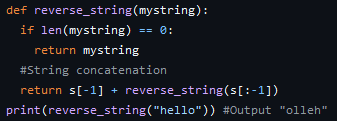 def reverse_string(mystring):
  if len(mystring) == 0:
    return mystring
  #String concatenation
  return s[-1] + reverse_string(s[:-1])
print(reverse_string("hello")) #Output "olleh"